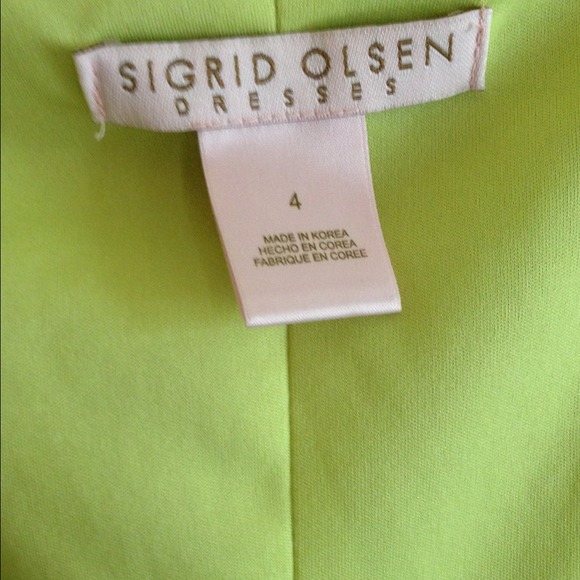 SIGRID OLSEN
DRESSES
4
MADE IN KOREA
HECHO EN COREA
FABRIQUE EN COREE